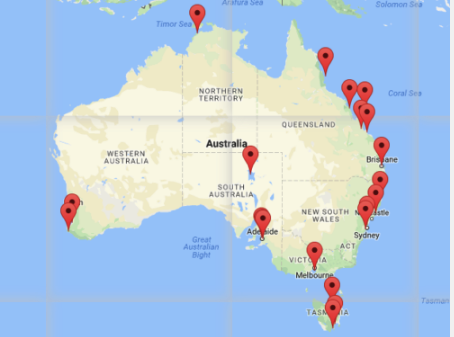 Arafura Sea
Solomon Sea
Timor Sea
NORTHERN
TERRITORY
Coral Sea
QUEENSLAND
Australia
WESTERN
AUSTRALIA
Brisbane
SOUTH
AUSTRALIA
NEW SOUTH
WALES
Adelaide
Sydney
Great
Australian
Bight
ACT
VICTORIA
Melbourne
Tasman